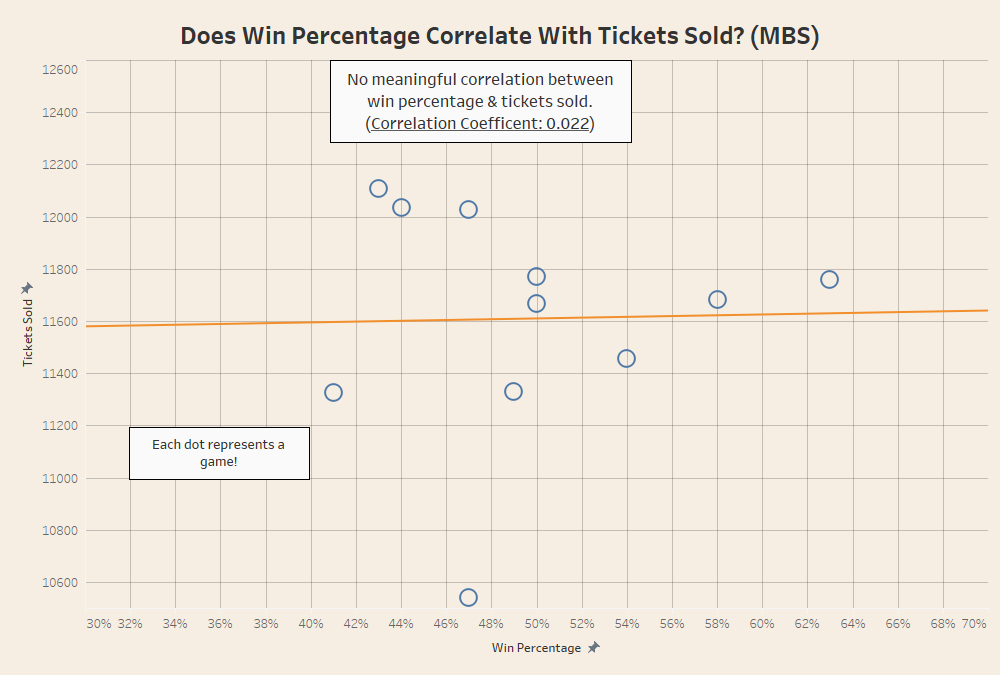 Does Win Percentage Correlate With Tickets Sold? (MBS)
No meaningful correlation between
win percentage & tickets sold.
(Correlation Coefficent: 0.022)
12600
12400
12200
12000
11800
11600
11400
11200
11000
10800
10600
Tickets Sold
Each dot represents a
game!
30% 32% 34% 36% 38% 40% 42% 44% 46% 48% 50% 52% 54% 56% 58% 60% 62% 64% 66% 68% 70%
Win Percentage